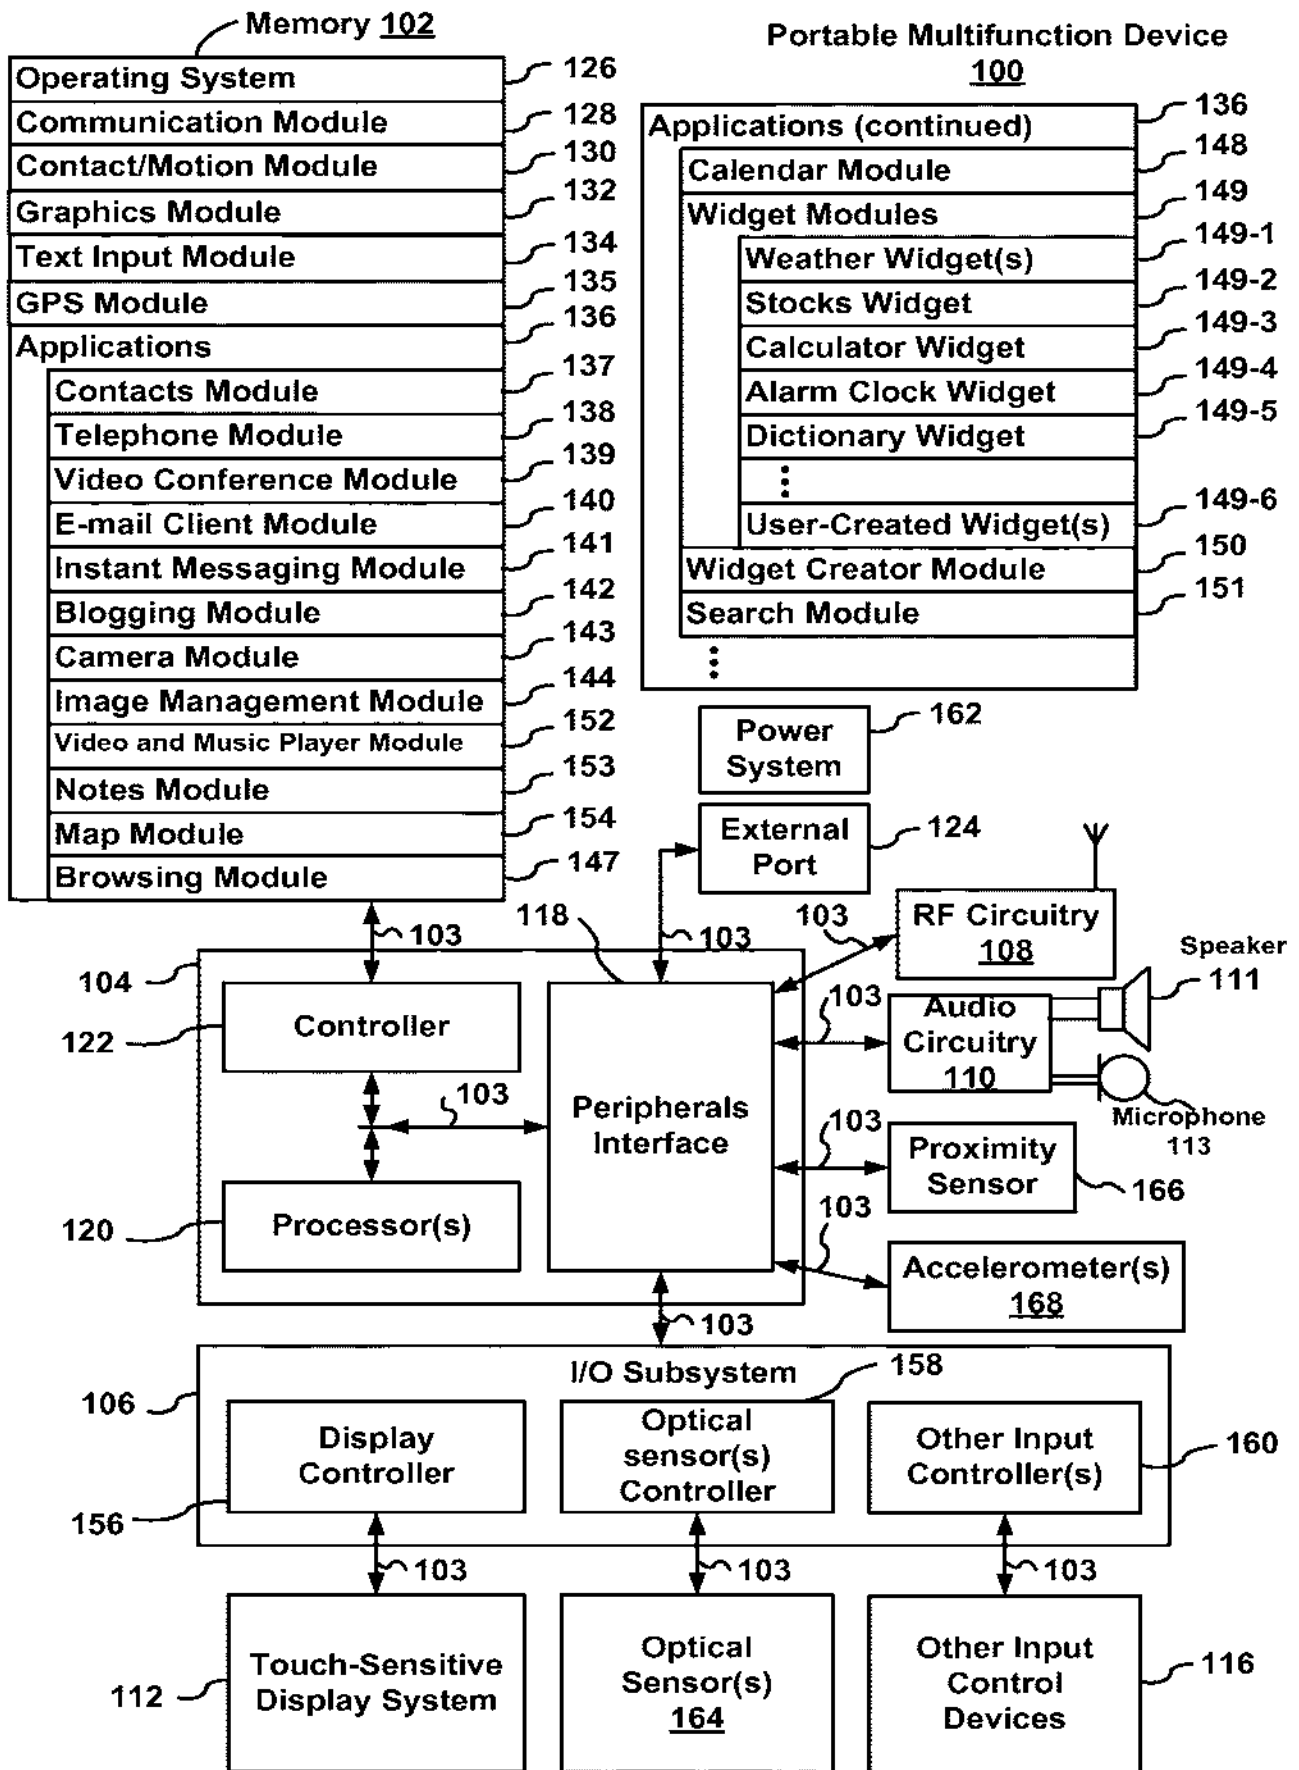 Memory 102
Operating System 126
Communication Module 128
Contact/Motion Module 130
Graphics Module 132
Text Input Module 134
GPS Module 135
Applications 136
Contacts Module 137
Telephone Module 138
Video Conference Module 139
E-mail Client Module 140
Instant Messaging Module 141
Blogging Module 142
Camera Module 143
Image Management Module 144
Video and Music Player Module 152
Notes Module 153
Map Module 154
Browsing Module 147
Portable Multifunction Device
100
Applications (continued) 136
Calendar Module 148
Widget Modules 149
Weather Widget(s) 149-1
Stocks Widget 149-2
Calculator Widget 149-3
Alarm Clock Widget 149-4
Dictionary Widget 149-5
User-Created Widget(s) 149-6
Widget Creator Module 150
Search Module 151
Power
System
162
External
Port
124
103
118
103
103
RF Circuitry
108
Speaker
111
104
Controller
122
103
Audio
Circuitry
110
Microphone
113
103
Peripherals
Interface
103
Proximity
Sensor
166
Processor(s)
120
103
Accelerometer(s)
168
103
I/O Subsystem
106
158
Display
Controller
156
Optical
sensor(s)
Controller
Other Input
Controller(s)
160
103
103
103
Touch-Sensitive
Display System
112
Optical
Sensor(s)
164
Other Input
Control
Devices
116